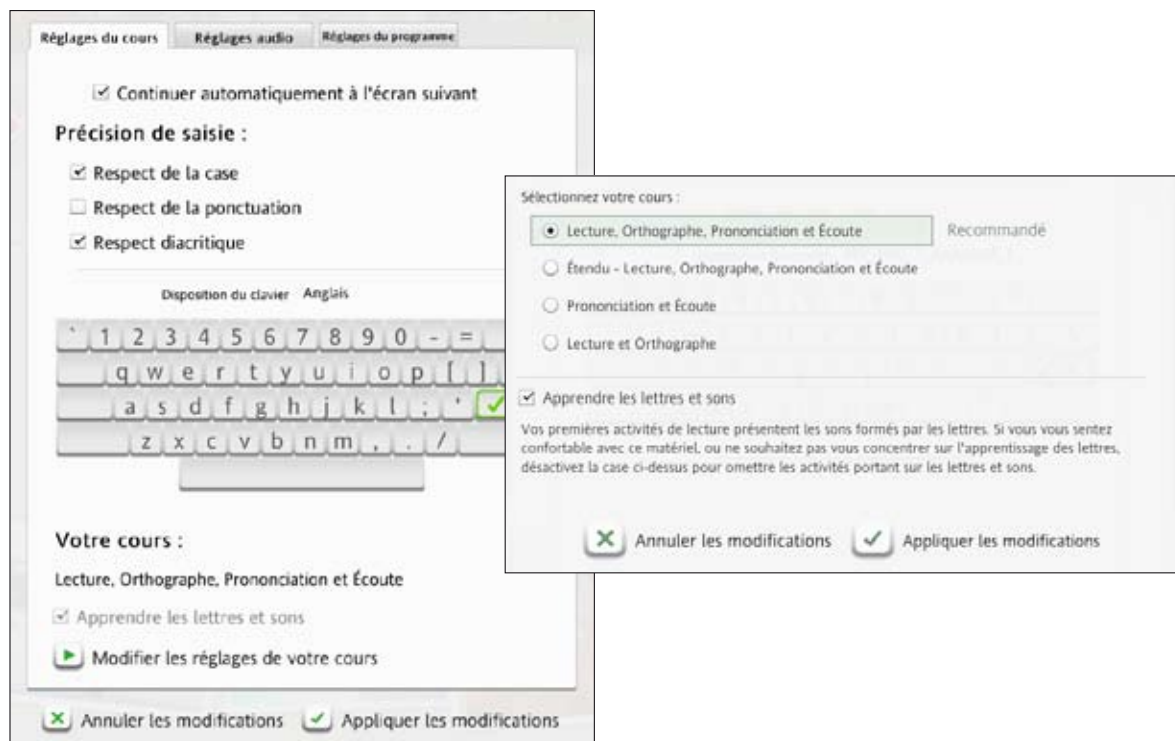 Réglages du cours Réglages audio Réglages du programme
Continuer automatiquement à l'écran suivant
Précision de saisie :
Respect de la case
Respect de la ponctuation
Respect diacritique
Disposition du clavier Anglais
` 1 2 3 4 5 6 7 8 9 0 - =
q w e r t y u i o p [ ]
a s d f g h j k l ; '
z x c v b n m , . /
Votre cours :
Lecture, Orthographe, Prononciation et Écoute
Apprendre les lettres et sons
Modifier les réglages de votre cours
Annuler les modifications Appliquer les modifications
Sélectionnez votre cours :
Lecture, Orthographe, Prononciation et Écoute Recommandé
Étendu - Lecture, Orthographe, Prononciation et Écoute
Prononciation et Écoute
Lecture et Orthographe
Apprendre les lettres et sons
Vos premières activités de lecture présentent les sons formés par les lettres. Si vous vous sentez
confortable avec ce matériel, ou ne souhaitez pas vous concentrer sur l'apprentissage des lettres,
désactivez la case ci-dessus pour omettre les activités portant sur les lettres et sons.
Annuler les modifications Appliquer les modifications